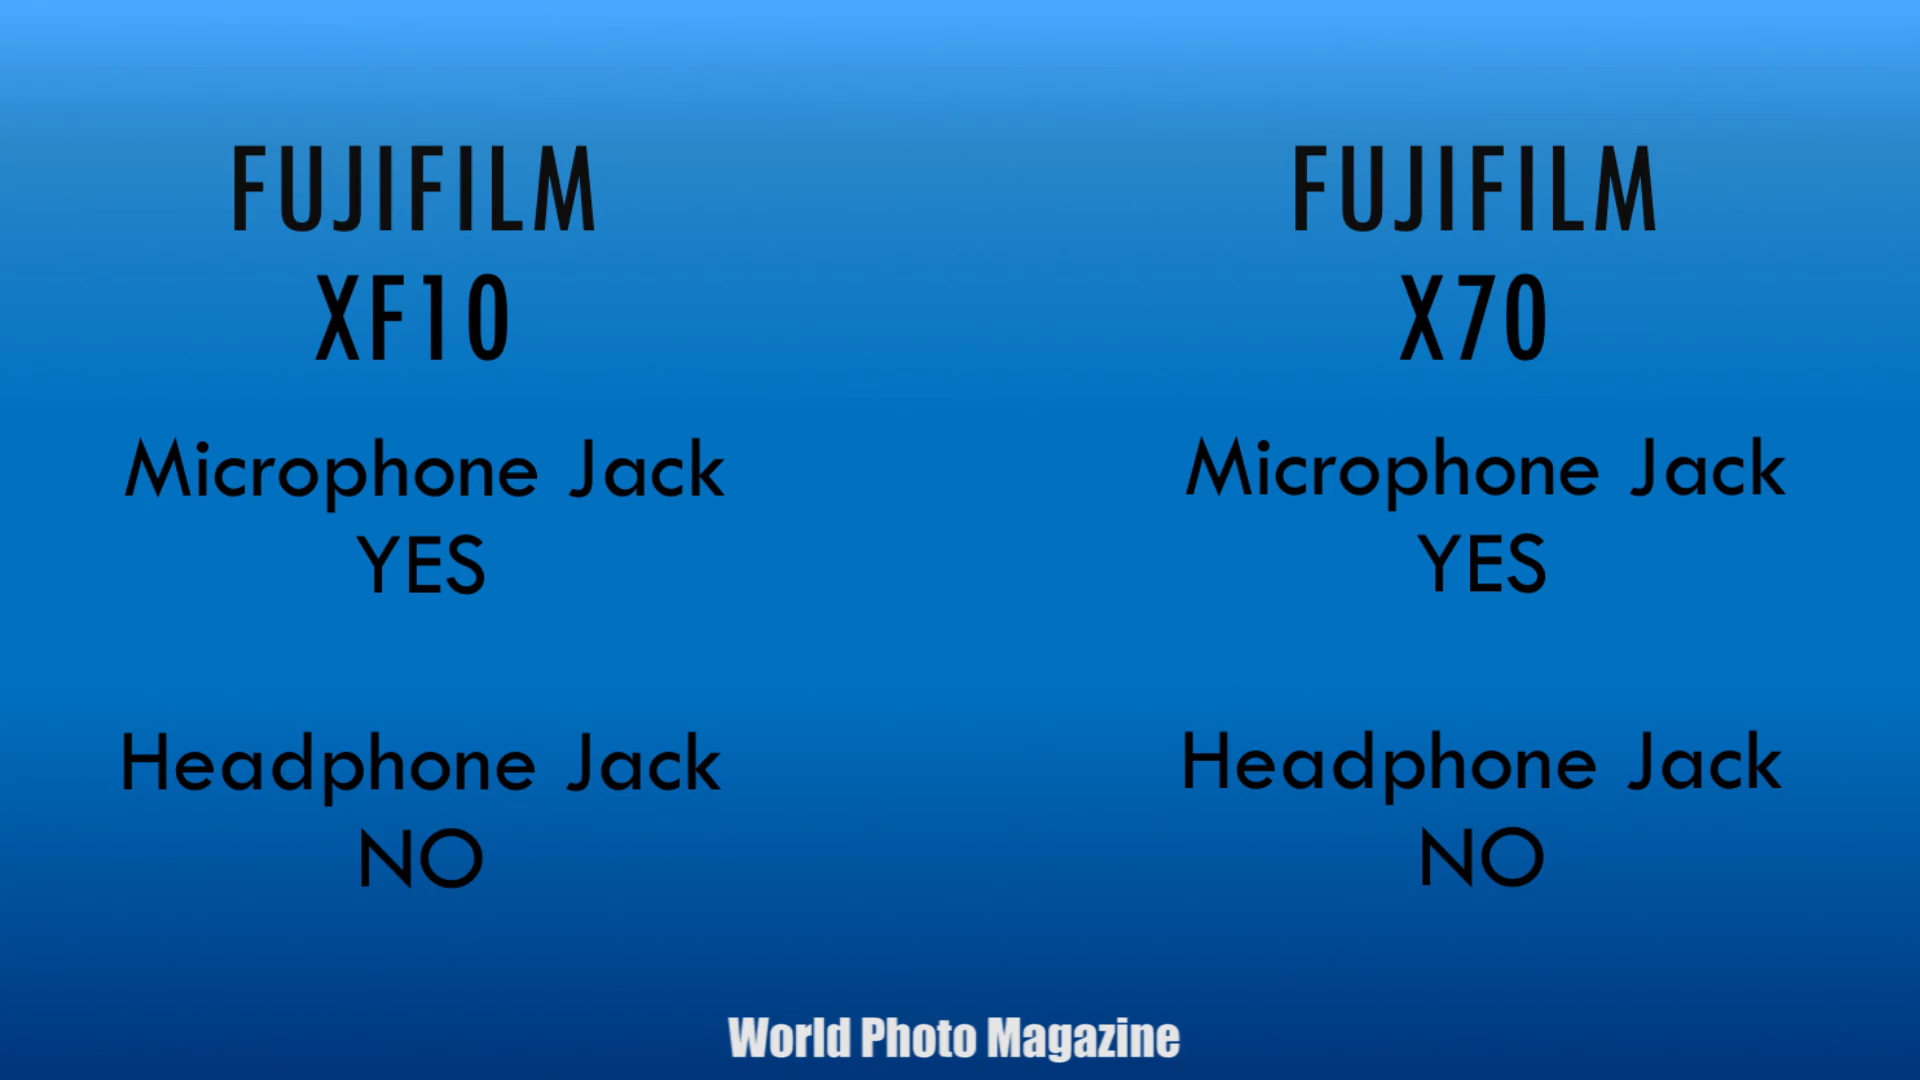 FUJIFILM
XF10
Microphone Jack
YES
Headphone Jack
NO
FUJIFILM
X70
Microphone Jack
YES
Headphone Jack
NO
World Photo Magazine